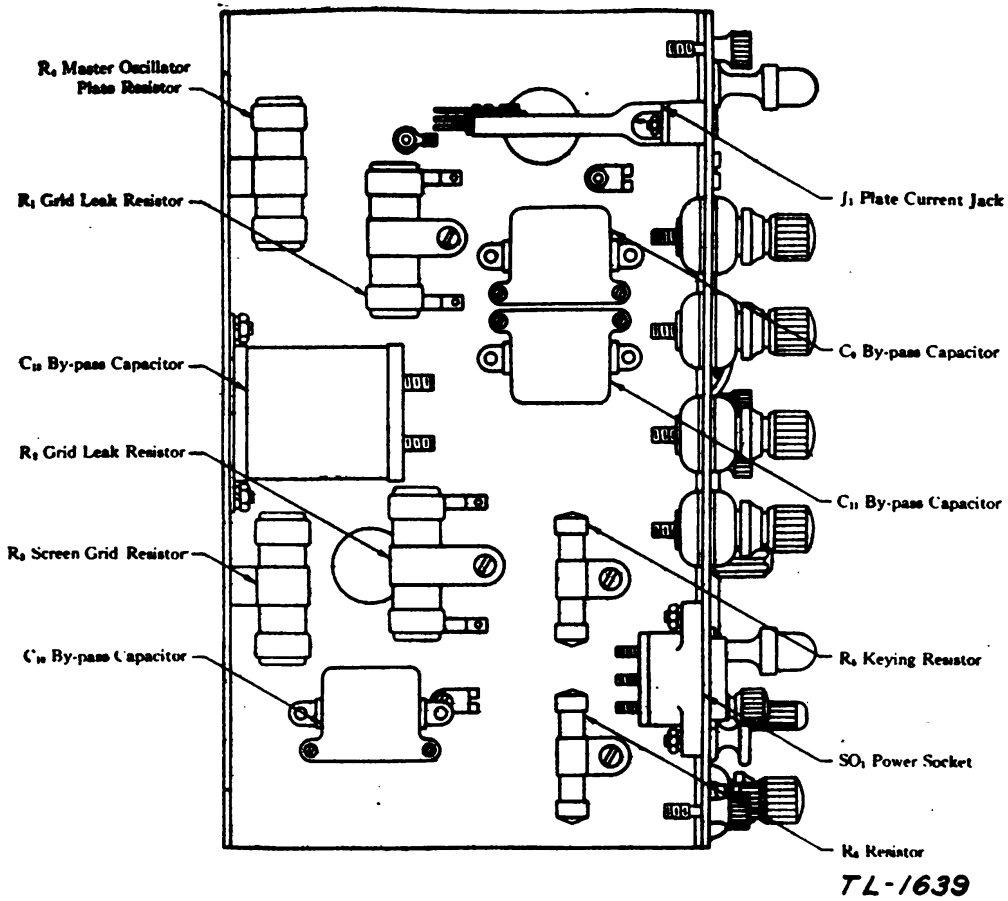 R₄ Master Oscillator
Plate Resistor
R₁ Grid Leak Resistor
C₁₅ By-pass Capacitor
R₂ Grid Leak Resistor
R₃ Screen Grid Resistor
C₁₀ By-pass Capacitor
J₁ Plate Current Jack
C₉ By-pass Capacitor
C₁₁ By-pass Capacitor
R₅ Keying Resistor
SO₁ Power Socket
R₆ Resistor
TL-1639